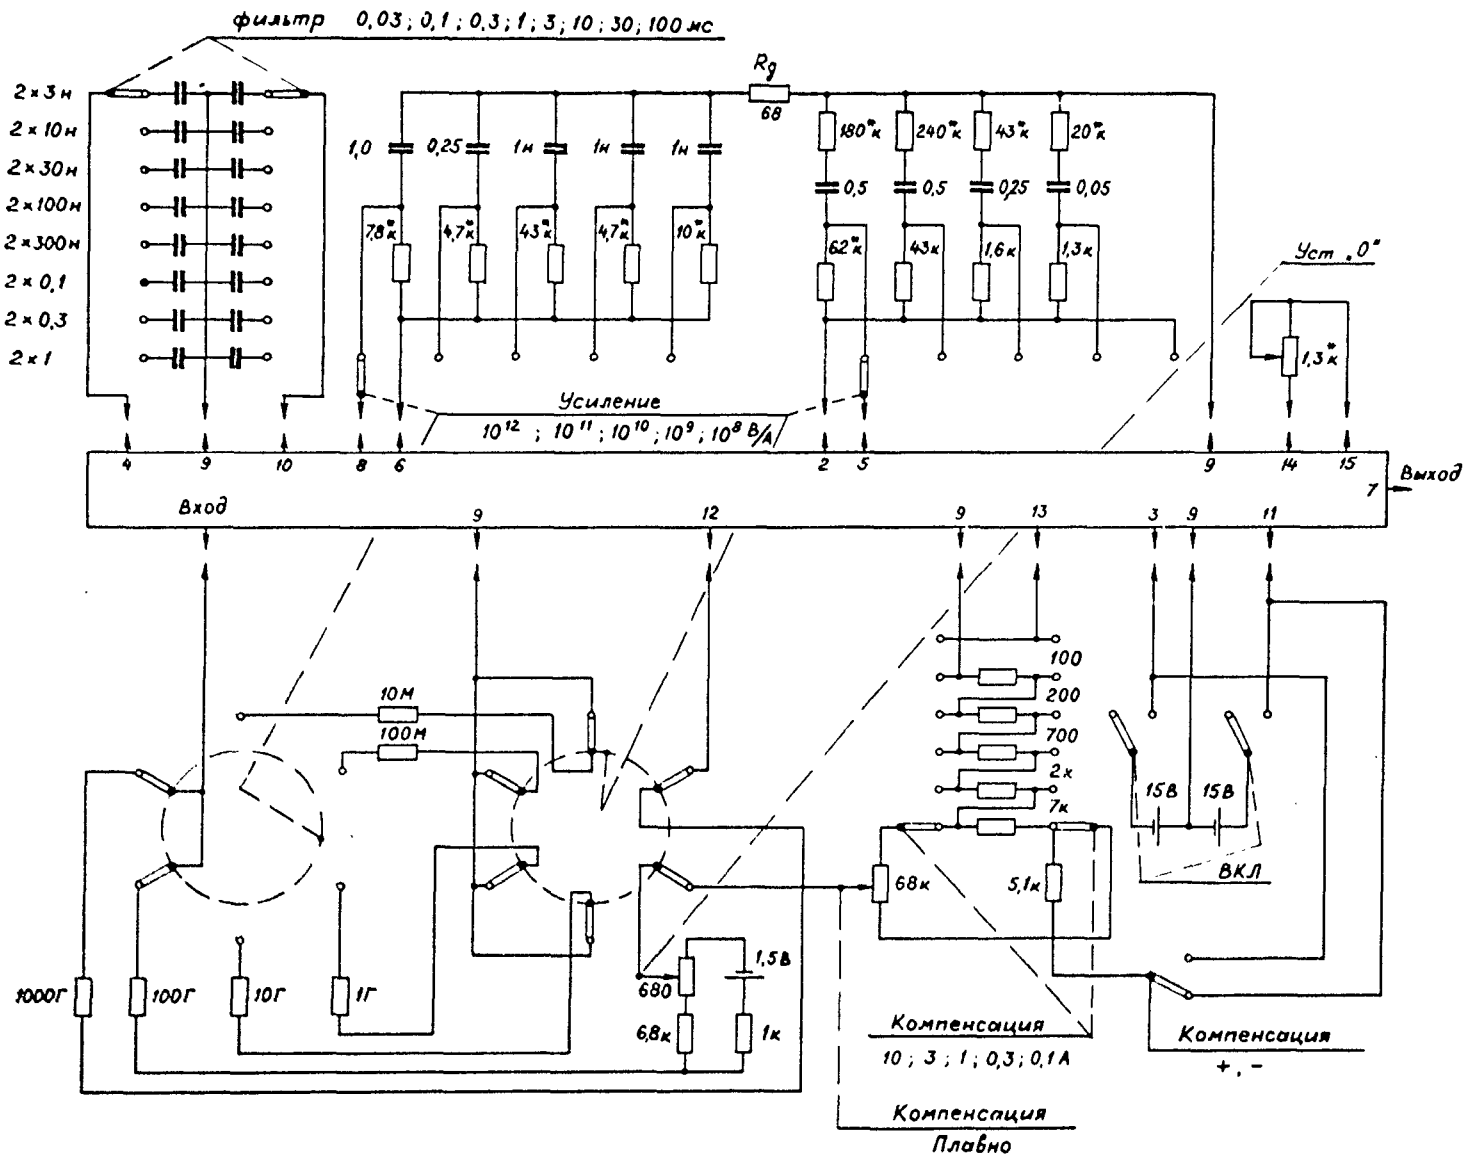 фильтр 0,03; 0,1; 0,3; 1; 3; 10; 30; 100 мс
2×3н
2×10н
2×30н
2×100н
2×300н
2×0,1
2×0,3
2×1
Rg
68
1,0
0,25
1н
1н
1н
180*к
240*к
43*к
20*к
0,5
0,5
0,25
0,05
7,8*к
4,7*к
43*к
4,7*к
10*к
62*к
43к
1,6к
1,3к
Уст „0"
1,3*к
Усиление
10¹²; 10¹¹; 10¹⁰; 10⁹; 10⁸ В/А
4 9 10 8 6 2 5 9 14 15
7 Выход
Вход 9 12 9 13 3 9 11
10М
100М
100
200
700
2к
7к
15В 15В
ВКЛ
68к
5,1к
1000Г
100Г
10Г
1Г
680
6,8к
1,5В
1к
Компенсация
10; 3; 1; 0,3; 0,1А
Компенсация
+, -
Компенсация
Плавно